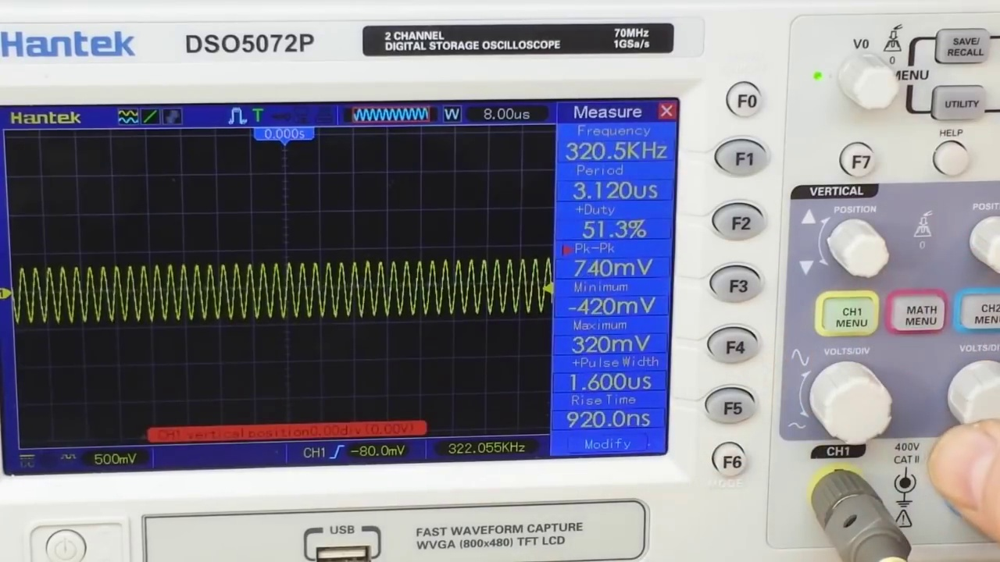 Hantek DSO5072P
2 CHANNEL 70MHz
DIGITAL STORAGE OSCILLOSCOPE 1GSa/s
Hantek T W 8.00us
0.000s
Measure
Frequency
320.5KHz
Period
3.120us
+Duty
51.3%
Pk-Pk
740mV
Minimum
-420mV
Maximum
320mV
+Pulse Width
1.600us
Rise Time
920.0ns
Modify
1
CH1 vertical position0.00div(0.00V)
500mV CH1 -80.0mV 322.055KHz
F0
F1
F2
F3
F4
F5
F6
V0
0
MENU
SAVE/
RECALL
UTILITY
HELP
F7
VERTICAL
POSITION
POSIT
0
CH1
MENU
MATH
MENU
CH2
MEN
VOLTS/DIV
VOLTS/DI
CH1
400V
CAT II
USB
FAST WAVEFORM CAPTURE
WVGA (800x480) TFT LCD